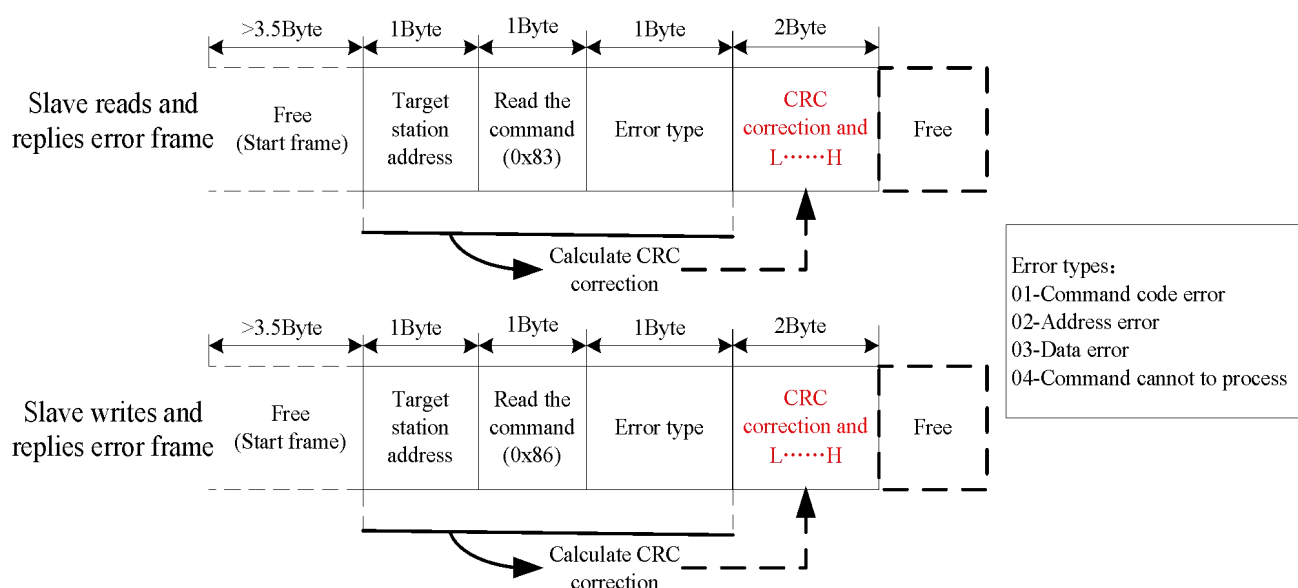 >3.5Byte 1Byte 1Byte 1Byte 2Byte
Slave reads and
replies error frame
Free
(Start frame)
Target
station
address
Read the
command
(0x83)
Error type
CRC
correction and
L······H
Free
Calculate CRC
correction
>3.5Byte 1Byte 1Byte 1Byte 2Byte
Slave writes and
replies error frame
Free
(Start frame)
Target
station
address
Read the
command
(0x86)
Error type
CRC
correction and
L······H
Free
Calculate CRC
correction
Error types：
01-Command code error
02-Address error
03-Data error
04-Command cannot to process